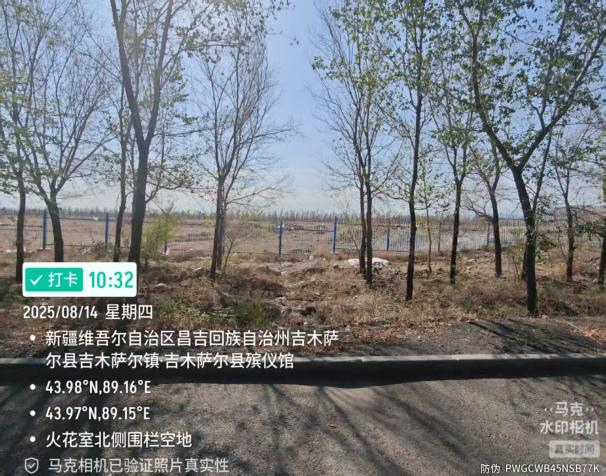 打卡 10:32
2025/08/14 星期四
新疆维吾尔自治区昌吉回族自治州吉木萨
尔县吉木萨尔镇·吉木萨尔县殡仪馆
43.98°N,89.16°E
43.97°N,89.15°E
火花室北侧围栏空地
马克相机已验证照片真实性
马克
水印相机
真实时间
防伪 PWGCWB45NSB77K